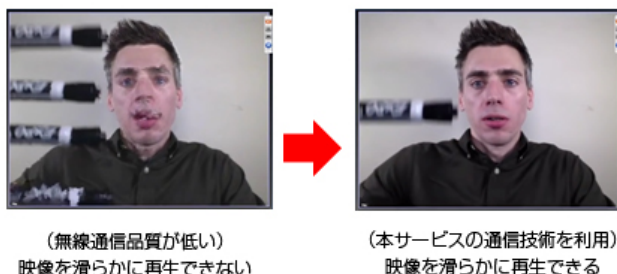 （無線通信品質が低い）
映像を滑らかに再生できない
（本サービスの通信技術を利用）
映像を滑らかに再生できる